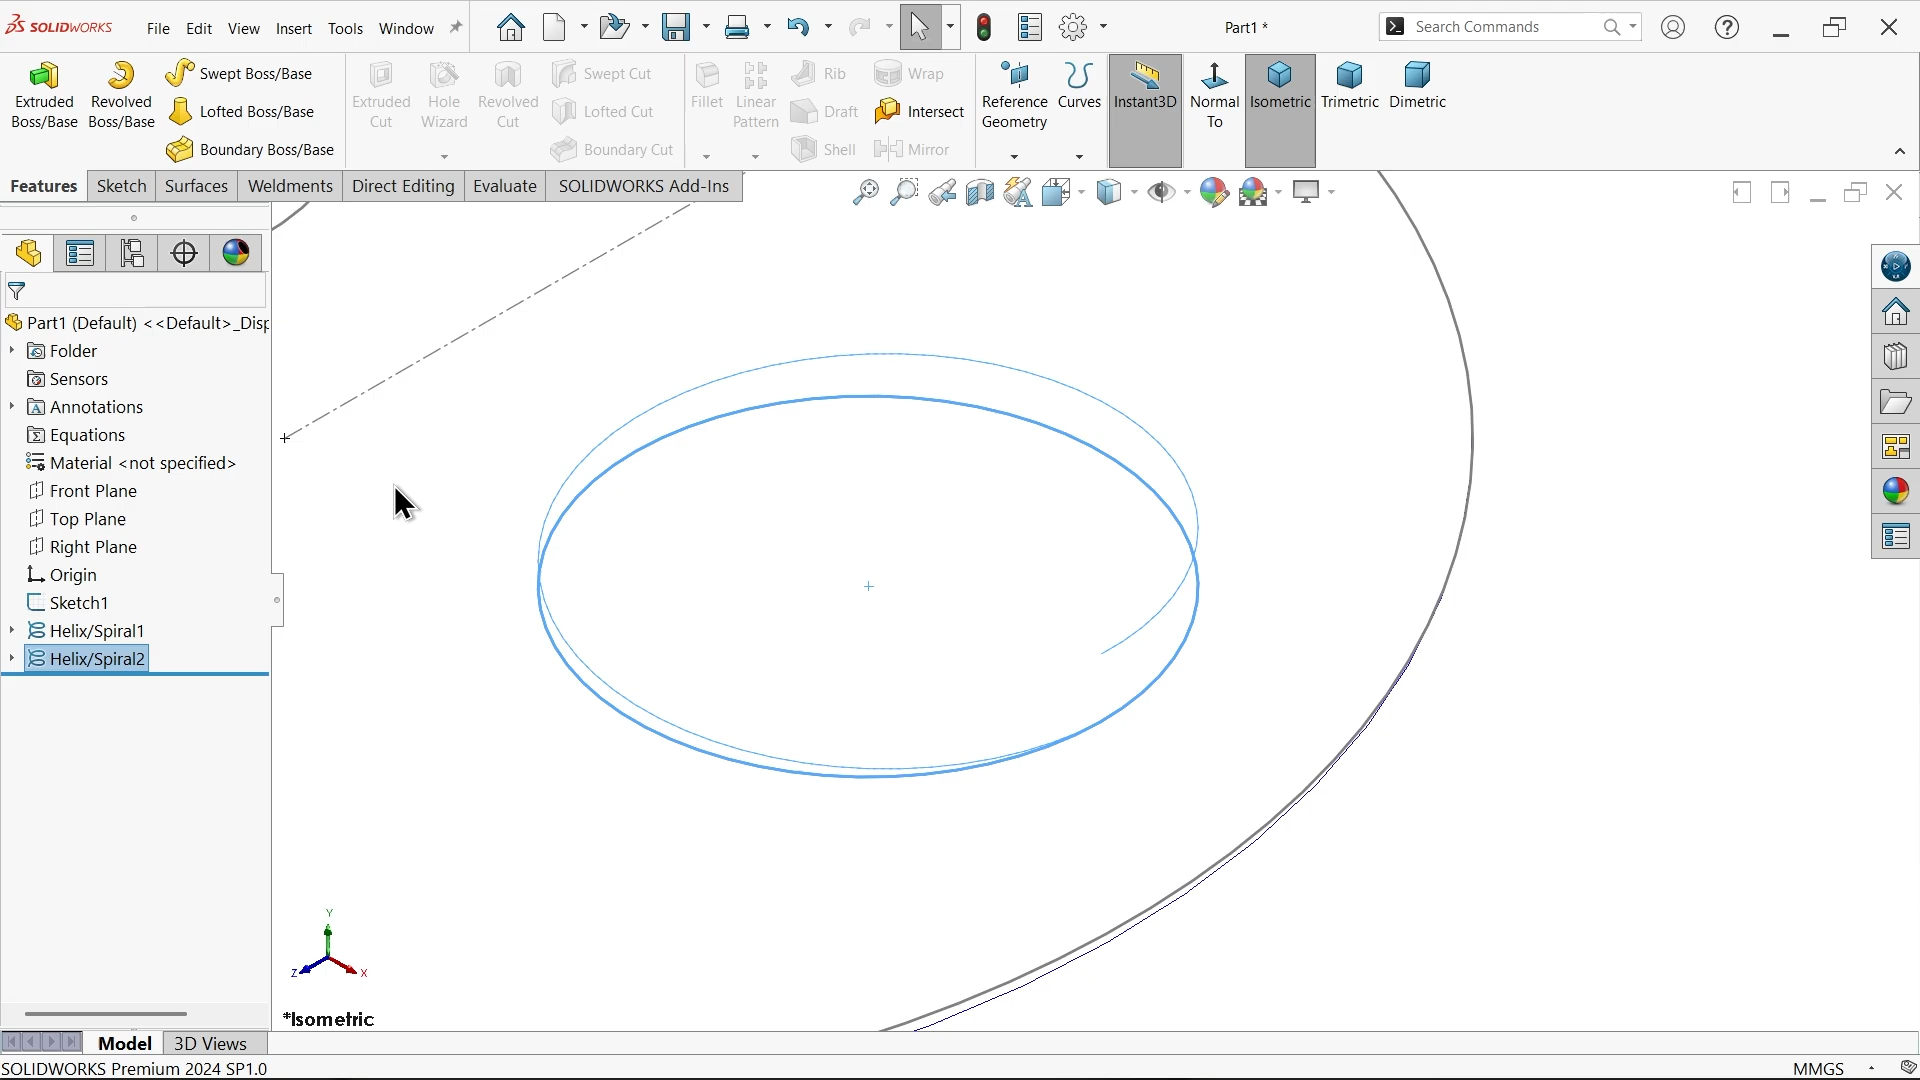 SOLIDWORKS
File Edit View Insert Tools Window
Part1 *
Search Commands
Extruded Boss/Base
Revolved Boss/Base
Swept Boss/Base
Lofted Boss/Base
Boundary Boss/Base
Extruded Cut
Hole Wizard
Revolved Cut
Swept Cut
Lofted Cut
Boundary Cut
Fillet
Linear Pattern
Rib
Draft
Shell
Wrap
Intersect
Mirror
Reference Geometry
Curves
Instant3D
Normal To
Isometric
Trimetric
Dimetric
Features Sketch Surfaces Weldments Direct Editing Evaluate SOLIDWORKS Add-Ins
Part1 (Default) <<Default>_Disp
Folder
Sensors
Annotations
Equations
Material <not specified>
Front Plane
Top Plane
Right Plane
Origin
Sketch1
Helix/Spiral1
Helix/Spiral2
Y
Z
X
*Isometric
Model 3D Views
SOLIDWORKS Premium 2024 SP1.0
MMGS